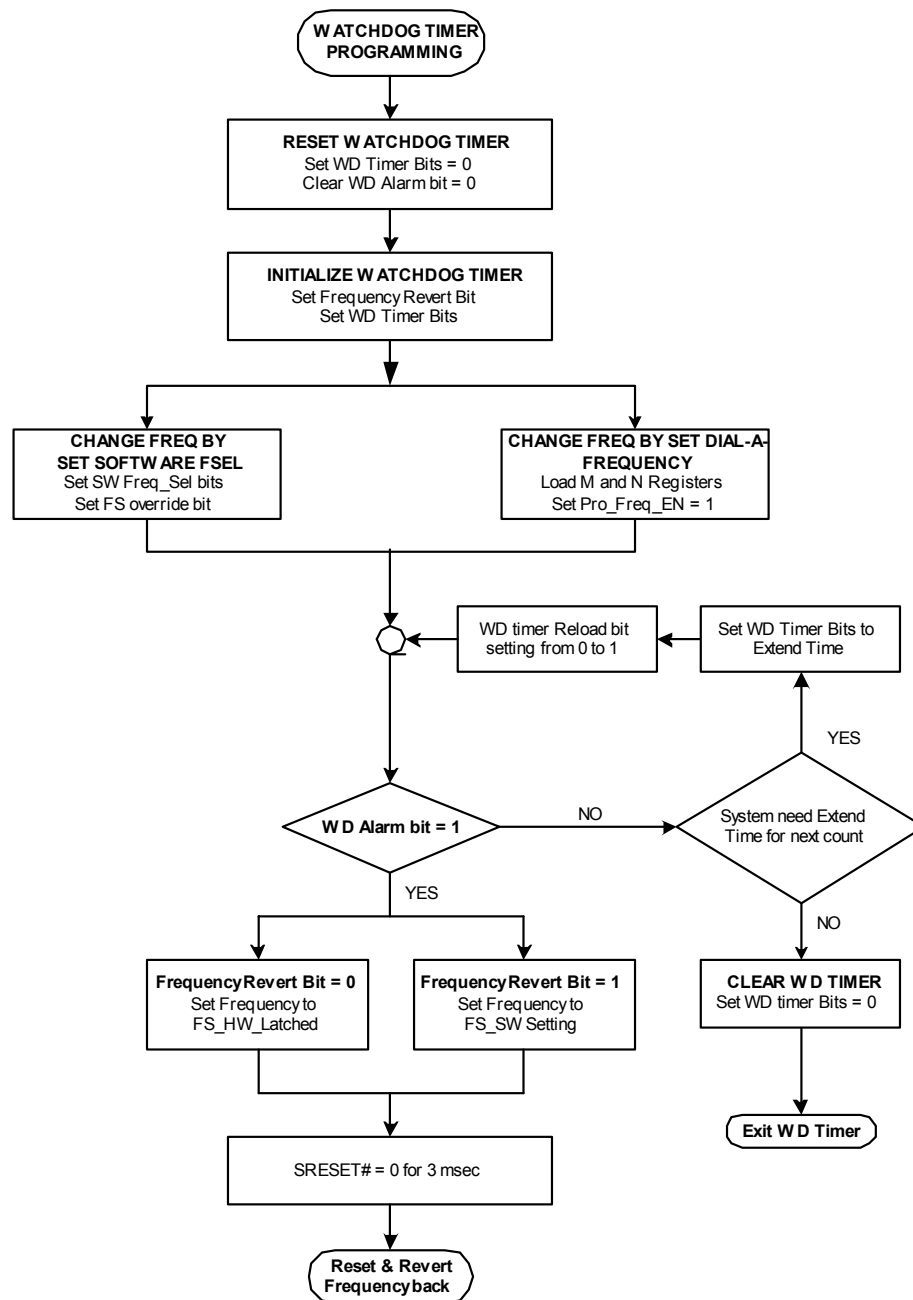 WATCHDOG TIMER
PROGRAMMING
RESET WATCHDOG TIMER
Set WD Timer Bits = 0
Clear WD Alarm bit = 0
INITIALIZE WATCHDOG TIMER
Set Frequency Revert Bit
Set WD Timer Bits
CHANGE FREQ BY
SET SOFTWARE FSEL
Set SW Freq_Sel bits
Set FS override bit
CHANGE FREQ BY SET DIAL-A-
FREQUENCY
Load M and N Registers
Set Pro_Freq_EN = 1
WD timer Reload bit
setting from 0 to 1
Set WD Timer Bits to
Extend Time
YES
WD Alarm bit = 1
NO
System need Extend
Time for next count
YES
NO
Frequency Revert Bit = 0
Set Frequency to
FS_HW_Latched
Frequency Revert Bit = 1
Set Frequency to
FS_SW Setting
CLEAR WD TIMER
Set WD timer Bits = 0
Exit WD Timer
SRESET# = 0 for 3 msec
Reset & Revert
Frequency back